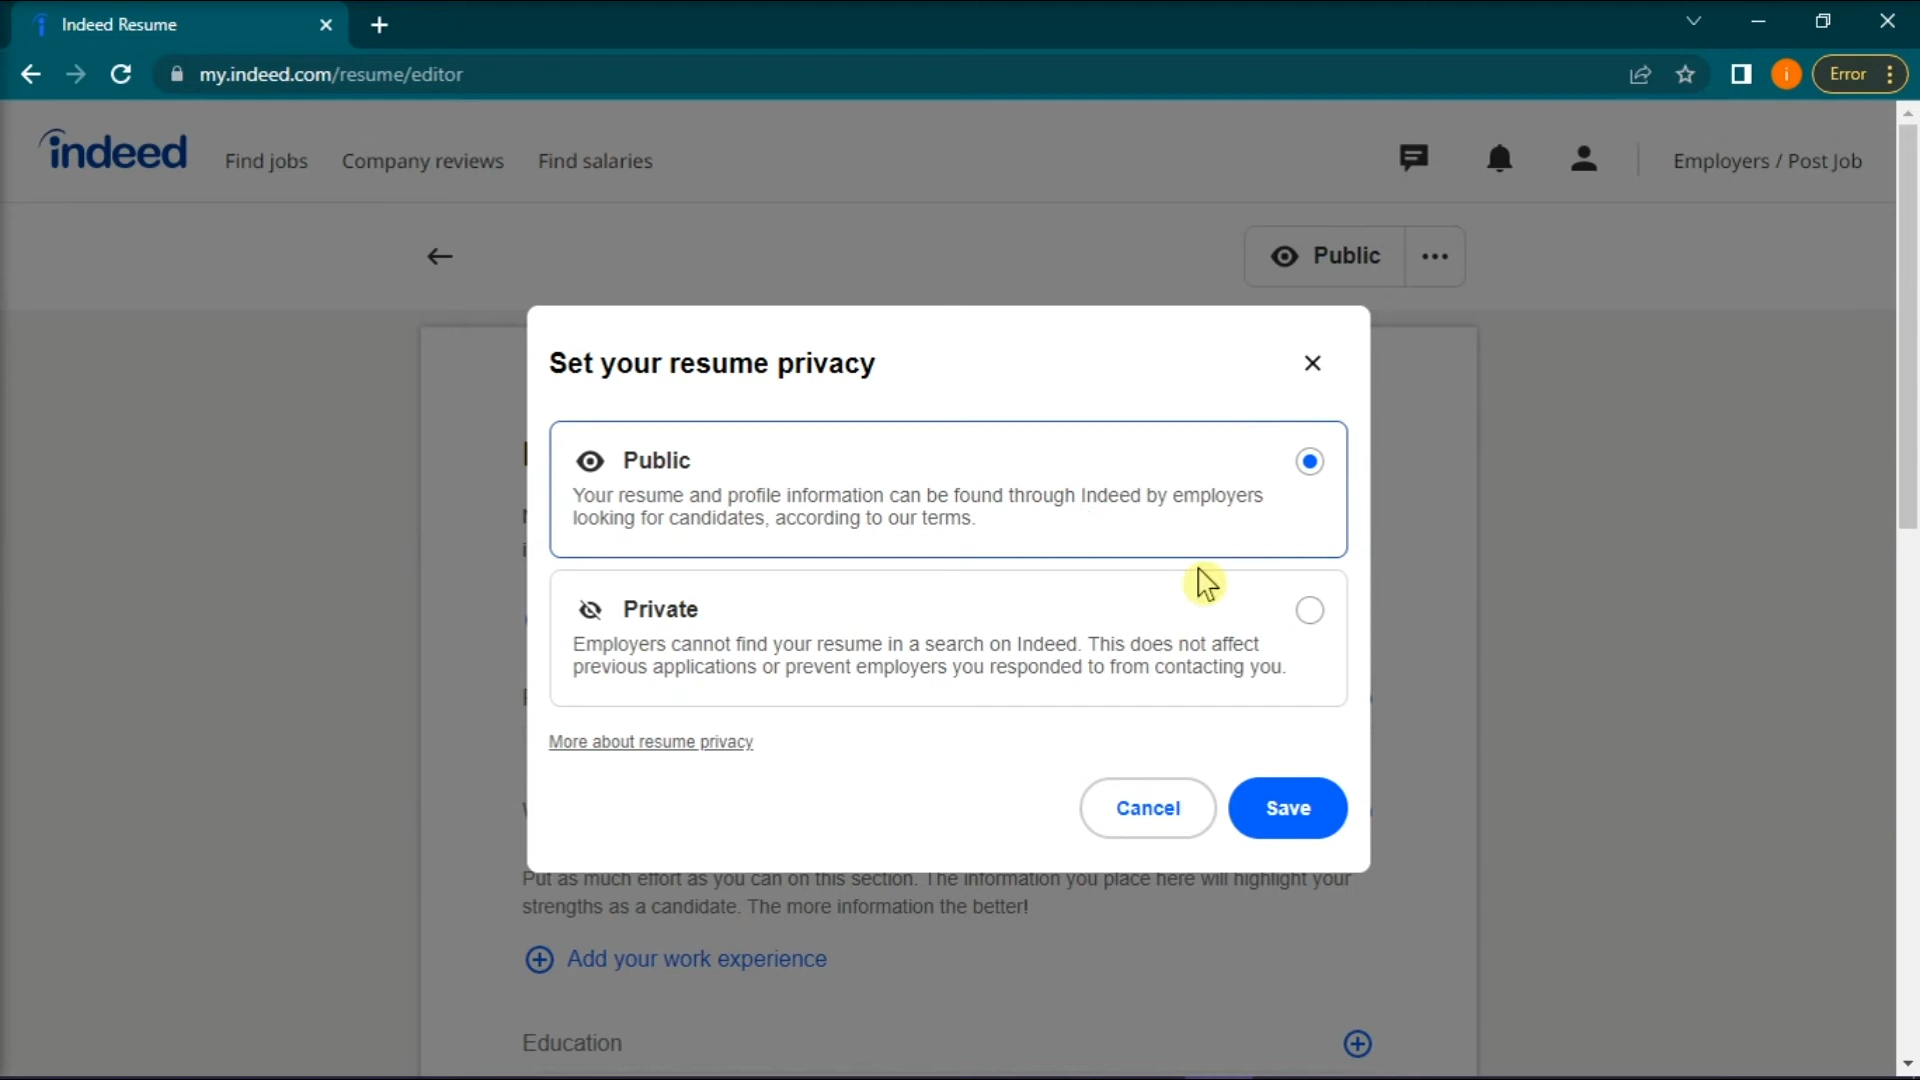 Indeed Resume
my.indeed.com/resume/editor
i
Error
indeed
Find jobs
Company reviews
Find salaries
Employers / Post Job
Public
Set your resume privacy
Public
Your resume and profile information can be found through Indeed by employers
looking for candidates, according to our terms.
Private
Employers cannot find your resume in a search on Indeed. This does not affect
previous applications or prevent employers you responded to from contacting you.
More about resume privacy
Cancel
Save
Put as much effort as you can on this section. The information you place here will highlight your
strengths as a candidate. The more information the better!
Add your work experience
Education